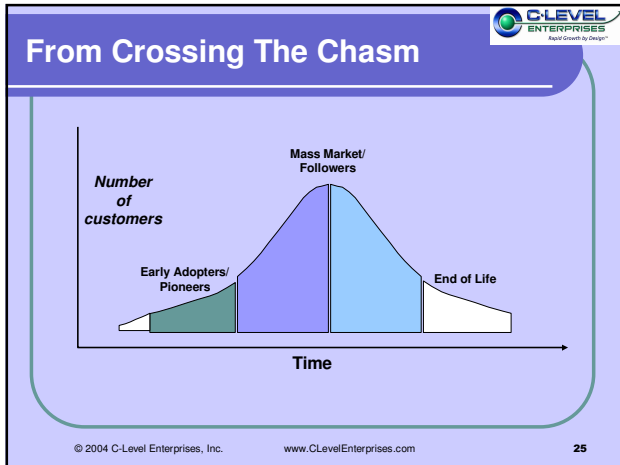 From Crossing The Chasm
C·LEVEL
ENTERPRISES
Rapid Growth by Design™
Number
of
customers
Mass Market/
Followers
Early Adopters/
Pioneers
End of Life
Time
© 2004 C-Level Enterprises, Inc. www.CLevelEnterprises.com 25